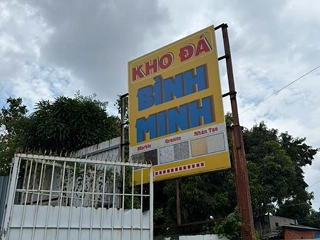 KHO ĐÁ
BÌNH
MINH
Marble Granite Nhân Tạo